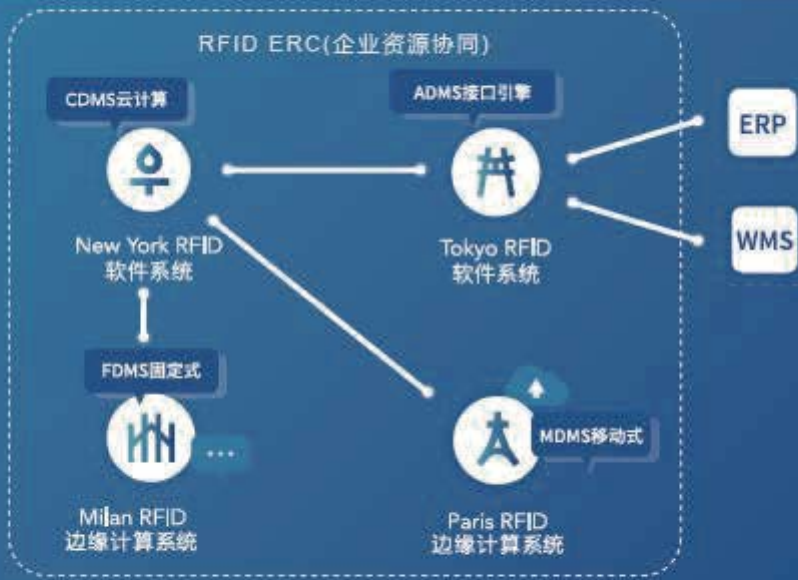 RFID ERC(企业资源协同)
CDMS云计算
ADMS接口引擎
ERP
New York RFID
软件系统
Tokyo RFID
软件系统
WMS
FDMS固定式
MDMS移动式
Milan RFID
边缘计算系统
Paris RFID
边缘计算系统